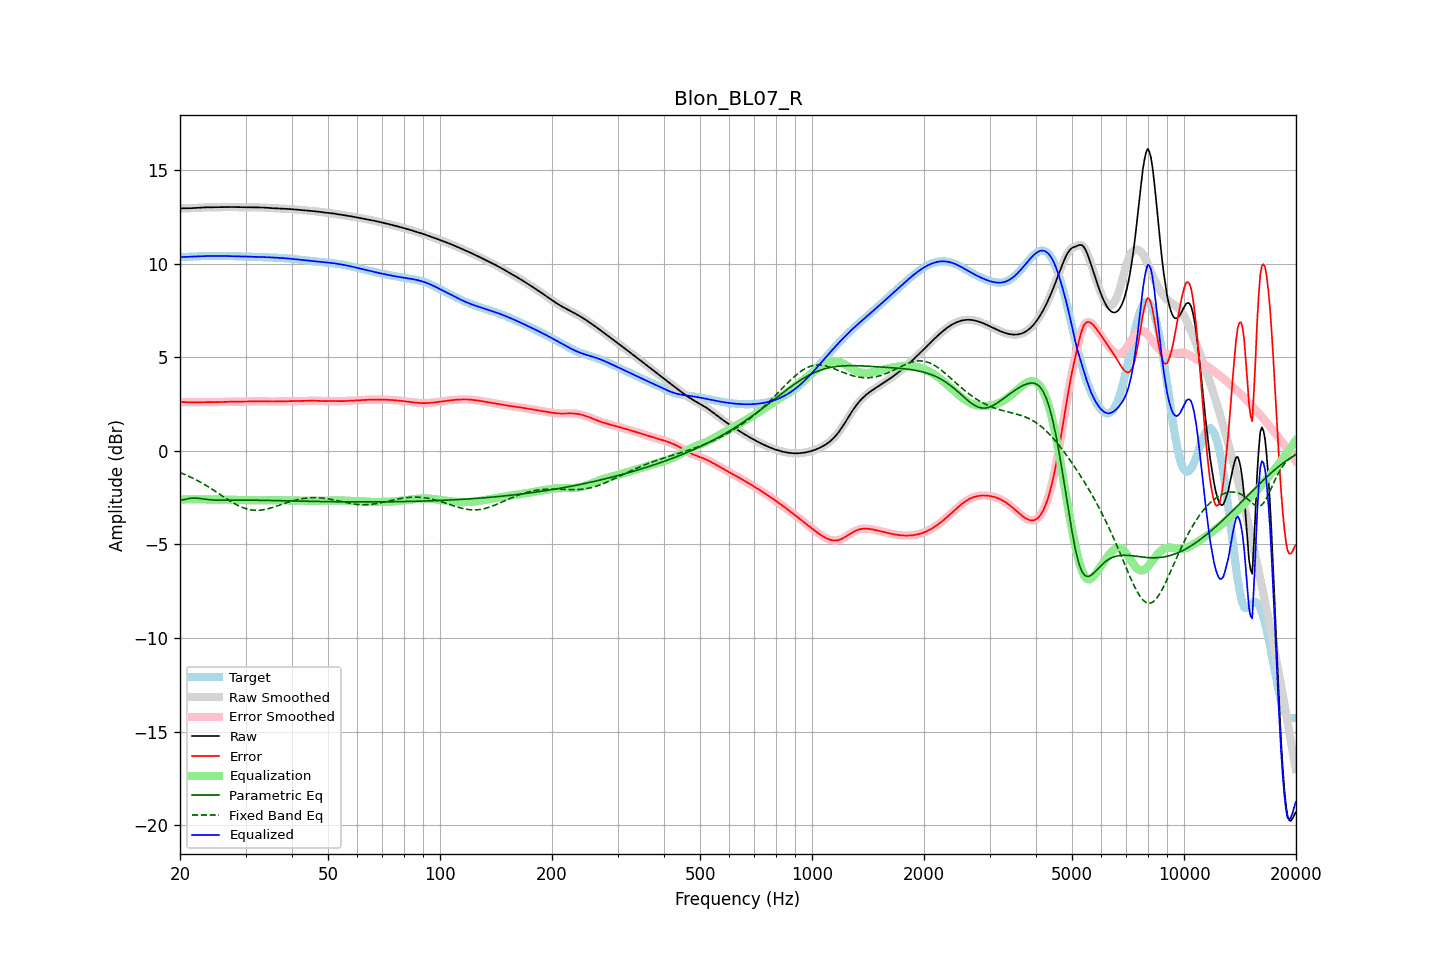 Blon_BL07_R
Amplitude (dBr)
15
10
5
0
−5
−10
−15
−20
Target
Raw Smoothed
Error Smoothed
Raw
Error
Equalization
Parametric Eq
Fixed Band Eq
Equalized
20 50 100 200 500 1000 2000 5000 10000 20000
Frequency (Hz)